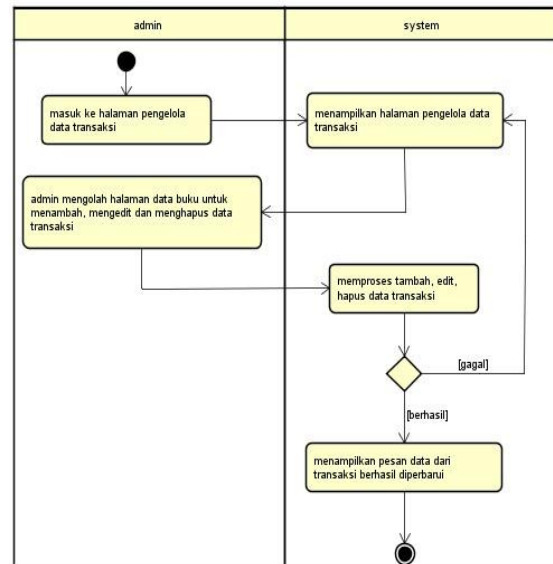 admin
system
masuk ke halaman pengelola
data transaksi
menampilkan halaman pengelola data
transaksi
admin mengolah halaman data buku untuk
menambah, mengedit dan menghapus data
transaksi
memproses tambah, edit,
hapus data transaksi
[gagal]
[berhasil]
menampilkan pesan data dari
transaksi berhasil diperbarui